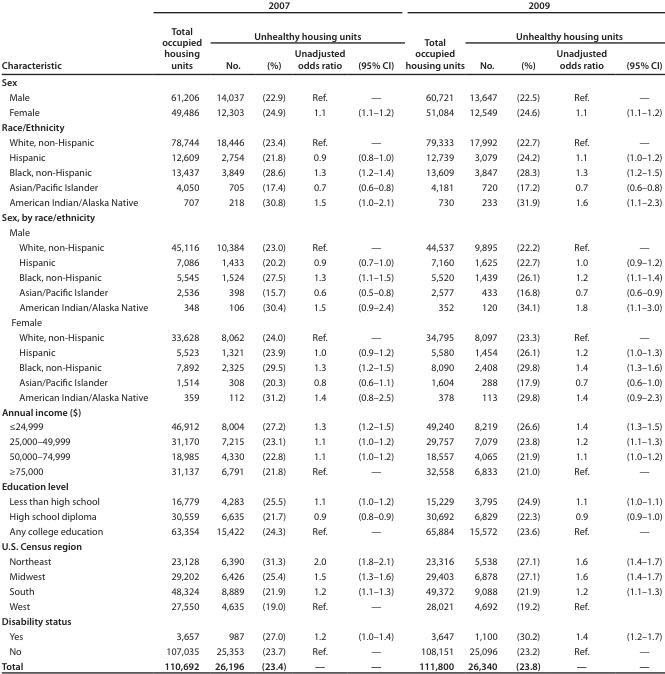 2007 2009
Characteristic Total occupied housing units Unhealthy housing units Total occupied housing units Unhealthy housing units
No. (%) Unadjusted odds ratio (95% CI) No. (%) Unadjusted odds ratio (95% CI)
Sex
Male 61,206 14,037 (22.9) Ref. — 60,721 13,647 (22.5) Ref. —
Female 49,486 12,303 (24.9) 1.1 (1.1–1.2) 51,084 12,549 (24.6) 1.1 (1.1–1.2)
Race/Ethnicity
White, non-Hispanic 78,744 18,446 (23.4) Ref. — 79,333 17,992 (22.7) Ref. —
Hispanic 12,609 2,754 (21.8) 0.9 (0.8–1.0) 12,739 3,079 (24.2) 1.1 (1.0–1.2)
Black, non-Hispanic 13,437 3,849 (28.6) 1.3 (1.2–1.4) 13,609 3,847 (28.3) 1.3 (1.2–1.5)
Asian/Pacific Islander 4,050 705 (17.4) 0.7 (0.6–0.8) 4,181 720 (17.2) 0.7 (0.6–0.8)
American Indian/Alaska Native 707 218 (30.8) 1.5 (1.0–2.1) 730 233 (31.9) 1.6 (1.1–2.3)
Sex, by race/ethnicity
Male
White, non-Hispanic 45,116 10,384 (23.0) Ref. — 44,537 9,895 (22.2) Ref. —
Hispanic 7,086 1,433 (20.2) 0.9 (0.7–1.0) 7,160 1,625 (22.7) 1.0 (0.9–1.2)
Black, non-Hispanic 5,545 1,524 (27.5) 1.3 (1.1–1.5) 5,520 1,439 (26.1) 1.2 (1.1–1.4)
Asian/Pacific Islander 2,536 398 (15.7) 0.6 (0.5–0.8) 2,577 433 (16.8) 0.7 (0.6–0.9)
American Indian/Alaska Native 348 106 (30.4) 1.5 (0.9–2.4) 352 120 (34.1) 1.8 (1.1–3.0)
Female
White, non-Hispanic 33,628 8,062 (24.0) Ref. — 34,795 8,097 (23.3) Ref. —
Hispanic 5,523 1,321 (23.9) 1.0 (0.9–1.2) 5,580 1,454 (26.1) 1.2 (1.0–1.3)
Black, non-Hispanic 7,892 2,325 (29.5) 1.3 (1.2–1.5) 8,090 2,408 (29.8) 1.4 (1.3–1.6)
Asian/Pacific Islander 1,514 308 (20.3) 0.8 (0.6–1.1) 1,604 288 (17.9) 0.7 (0.6–1.0)
American Indian/Alaska Native 359 112 (31.2) 1.4 (0.8–2.5) 378 113 (29.8) 1.4 (0.9–2.3)
Annual income ($)
≤24,999 46,912 8,004 (27.2) 1.3 (1.2–1.5) 49,240 8,219 (26.6) 1.4 (1.3–1.5)
25,000–49,999 31,170 7,215 (23.1) 1.1 (1.0–1.2) 29,757 7,079 (23.8) 1.2 (1.1–1.3)
50,000–74,999 18,985 4,330 (22.8) 1.1 (1.0–1.2) 18,557 4,065 (21.9) 1.1 (1.0–1.2)
≥75,000 31,137 6,791 (21.8) Ref. — 32,558 6,833 (21.0) Ref. —
Education level
Less than high school 16,779 4,283 (25.5) 1.1 (1.0–1.2) 15,229 3,795 (24.9) 1.1 (1.0–1.1)
High school diploma 30,559 6,635 (21.7) 0.9 (0.8–0.9) 30,692 6,829 (22.3) 0.9 (0.9–1.0)
Any college education 63,354 15,422 (24.3) Ref. — 65,884 15,572 (23.6) Ref. —
U.S. Census region
Northeast 23,128 6,390 (31.3) 2.0 (1.8–2.1) 23,316 5,538 (27.1) 1.6 (1.4–1.7)
Midwest 29,202 6,426 (25.4) 1.5 (1.3–1.6) 29,403 6,878 (27.1) 1.6 (1.4–1.7)
South 48,324 8,889 (21.9) 1.2 (1.1–1.3) 49,372 9,088 (21.9) 1.2 (1.1–1.3)
West 27,550 4,635 (19.0) Ref. — 28,021 4,692 (19.2) Ref.
Disability status
Yes 3,657 987 (27.0) 1.2 (1.0–1.4) 3,647 1,100 (30.2) 1.4 (1.2–1.7)
No 107,035 25,353 (23.7) Ref. — 108,151 25,096 (23.2) Ref. —
Total 110,692 26,196 (23.4) — — 111,800 26,340 (23.8) — —